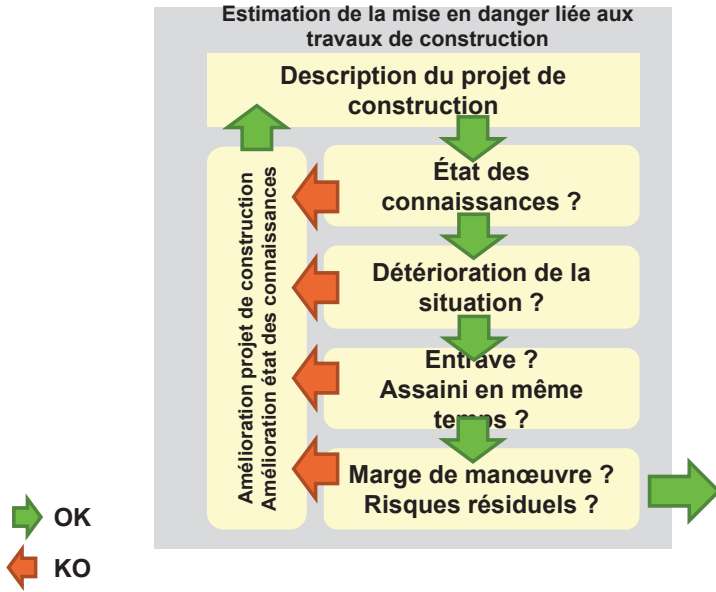 Estimation de la mise en danger liée aux
travaux de construction
Description du projet de
construction
État des
connaissances ?
Détérioration de la
situation ?
Entrave ?
Assaini en même
temps ?
Marge de manœuvre ?
Risques résiduels ?
Amélioration projet de construction
Amélioration état des connaissances
OK
KO